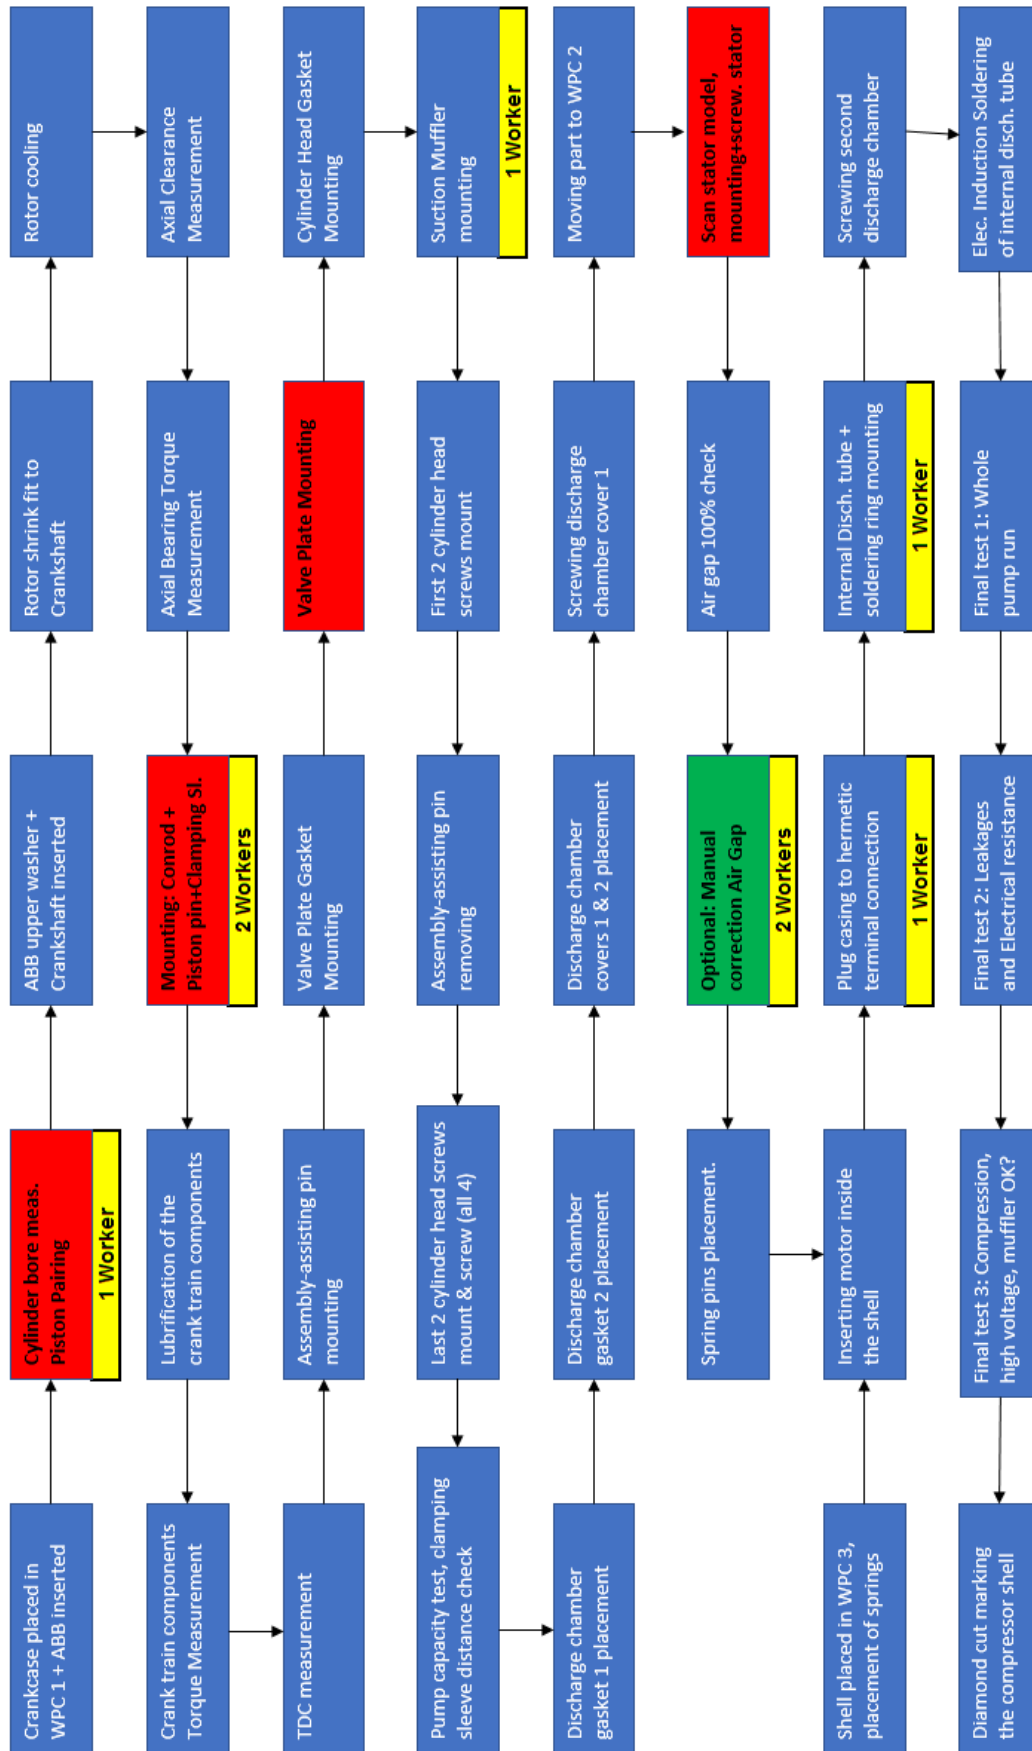 Crankcase placed in
WPC 1 + ABB inserted
Cylinder bore meas.
Piston Pairing
1 Worker
ABB upper washer +
Crankshaft inserted
Rotor shrink fit to
Crankshaft
Rotor cooling
Axial Clearance
Measurement
Axial Bearing Torque
Measurement
Mounting: Conrod +
Piston pin+Clamping Sl.
2 Workers
Lubrification of the
crank train components
Crank train components
Torque Measurement
TDC measurement
Assembly-assisting pin
mounting
Valve Plate Gasket
Mounting
Valve Plate Mounting
Cylinder Head Gasket
Mounting
Suction Muffler
mounting
1 Worker
First 2 cylinder head
screws mount
Assembly-assisting pin
removing
Last 2 cylinder head screws
mount & screw (all 4)
Pump capacity test, clamping
sleeve distance check
Discharge chamber
gasket 1 placement
Discharge chamber
gasket 2 placement
Discharge chamber
covers 1 & 2 placement
Screwing discharge
chamber cover 1
Moving part to WPC 2
Scan stator model,
mounting+screw. stator
Air gap 100% check
Optional: Manual
correction Air Gap
2 Workers
Spring pins placement.
Shell placed in WPC 3,
placement of springs
Inserting motor inside
the shell
Plug casing to hermetic
terminal connection
1 Worker
Internal Disch. tube +
soldering ring mounting
1 Worker
Screwing second
discharge chamber
Elec. Induction Soldering
of internal disch. tube
Final test 1: Whole
pump run
Final test 2: Leakages
and Electrical resistance
Final test 3: Compression,
high voltage, muffler OK?
Diamond cut marking
the compressor shell